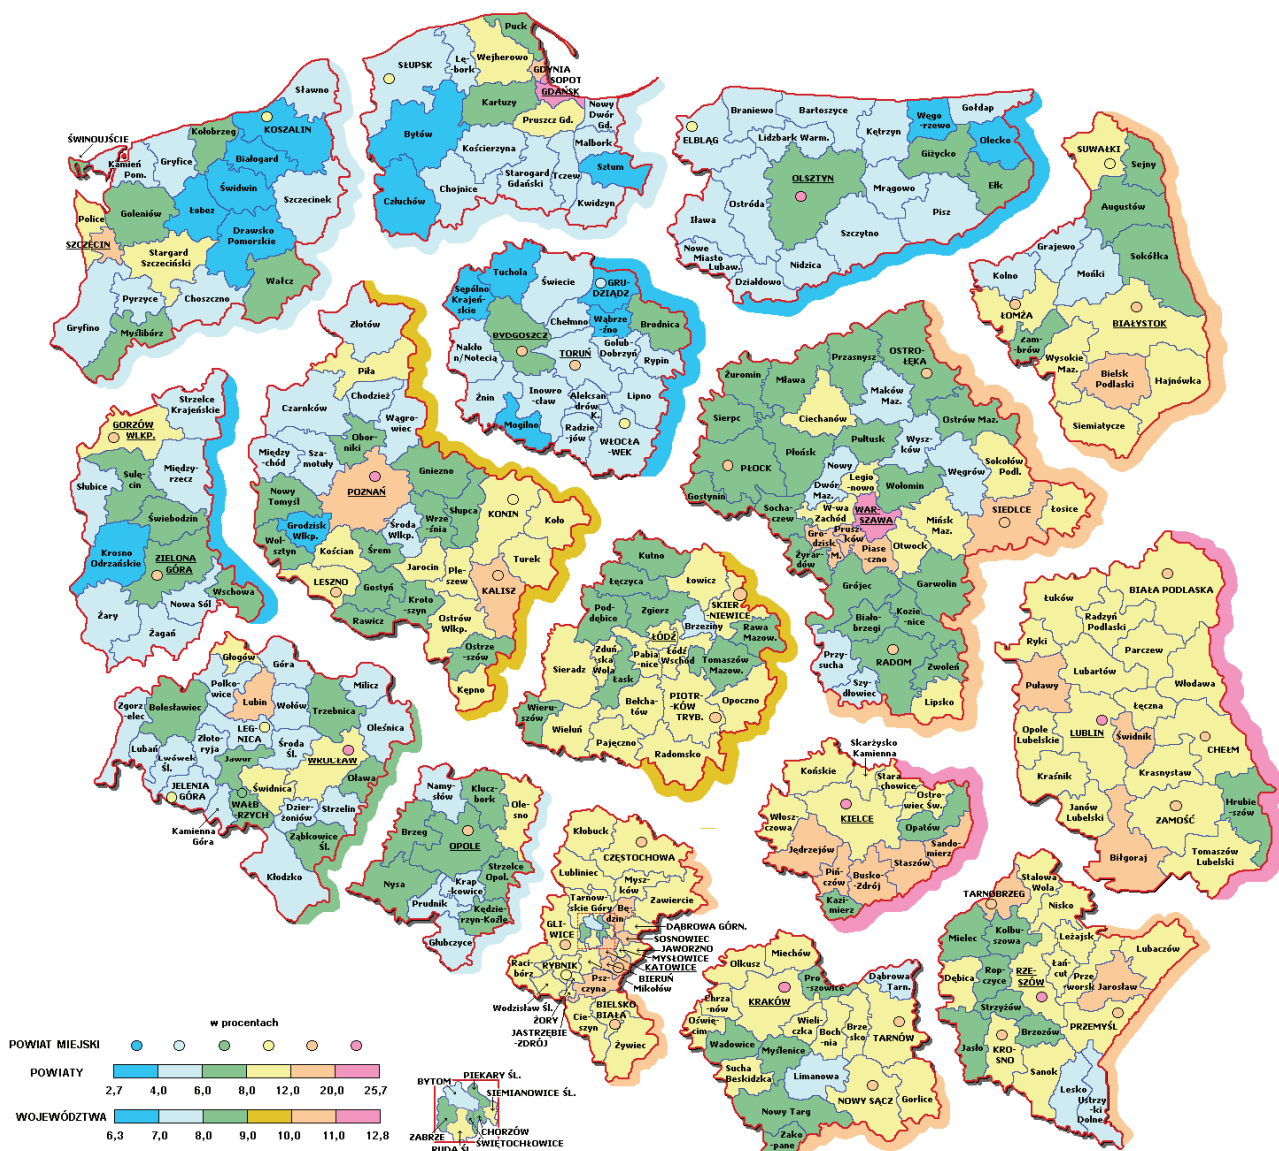 Puck
SŁUPSK
Lę-
bork
Wejherowo
GDYNIA
SOPOT
GDAŃSK
Kartuzy
Pruszcz Gd.
Nowy
Dwór
Gd.
Bytów
Kościerzyna
Malbork
Starogard
Gdański
Tczew
Sztum
Chojnice
Człuchów
Kwidzyn
Sławno
Kołobrzeg
KOSZALIN
ŚWINOUJŚCIE
Kamień
Pom.
Gryfice
Białogard
Świdwin
Szczecinek
Goleniów
Łobez
Police
SZCZECIN
Drawsko
Pomorskie
Stargard
Szczeciński
Wałcz
Pyrzyce
Choszczno
Gryfino
Myślibórz
Braniewo
Bartoszyce
Węgo-
rzewo
Gołdap
ELBLĄG
Lidzbark Warm.
Kętrzyn
Olecko
Giżycko
OLSZTYN
Ełk
Mrągowo
Ostróda
Pisz
Iława
Szczytno
Nowe
Miasto
Lubaw.
Nidzica
Działdowo
SUWAŁKI
Sejny
Augustów
Grajewo
Sokółka
Kolno
Mońki
ŁOMŻA
BIAŁYSTOK
Zam-
brów
Wysokie
Maz.
Bielsk
Podlaski
Hajnówka
Siemiatycze
Tuchola
Sępólno
Krajeń-
skie
Świecie
GRU-
DZIĄDZ
Chełmno
Wąbrze-
źno
Brodnica
BYDGOSZCZ
Golub-
Dobrzyń
Nakło
n/Notecią
TORUŃ
Rypin
Żnin
Inowro
-cław
Aleksan-
drów
K.
Lipno
Mogilno
Radzie-
jów
WŁOCŁA
-WEK
Złotów
Piła
Chodzież
Czarnków
Wągro-
wiec
Obor-
niki
Między
-chód
Sza-
motuły
Gniezno
POZNAŃ
Nowy
Tomyśl
Słupca
KONIN
Grodzisk
Wlkp.
Środa
Wlkp.
Wrze-
śnia
Koło
Wol-
sztyn
Kościan
Śrem
Turek
Jarocin
Ple-
szew
LESZNO
Gostyń
KALISZ
Kroto-
szyn
Rawicz
Ostrów
Wlkp.
Ostrze-
szów
Kępno
Strzelce
Krajeńskie
GORZÓW
WLKP.
Słubice
Sulę-
cin
Między-
rzecz
Świebodzin
Krosno
Odrzańskie
ZIELONA
GÓRA
Wschowa
Nowa Sól
Żary
Żagań
OSTRO-
ŁĘKA
Przasnysz
Żuromin
Mława
Maków
Maz.
Sierpc
Ciechanów
Ostrów Maz.
Pułtusk
Wysz-
ków
PŁOCK
Płońsk
Sokołów
Podl.
Węgrów
Gostynin
Nowy
Dwór
Maz.
Legio-
nowo
Wołomin
Socha-
czew
W-wa
Zachód
WAR-
SZAWA
Mińsk
Maz.
SIEDLCE
Łosice
Gro-
dzisk
M.
Prusz-
ków
Piase-
czno
Otwock
Żyrar-
dów
Grójec
Garwolin
Kozie-
nice
Biało-
brzegi
RADOM
Zwoleń
Przy-
sucha
Szy-
dłowiec
Lipsko
Kutno
Łęczyca
Łowicz
Pod-
dębice
Zgierz
SKIER
-NIEWICE
Brzeziny
ŁÓDŹ
Rawa
Mazow.
Sieradz
Zduń
ska
Wola
Pabia
-nice
Łódź
Wschód
Tomaszów
Mazow.
Łask
Bełcha-
tów
PIOTR-
-KÓW
TRYB.
Opoczno
Wieru-
szów
Wieluń
Pajęczno
Radomsko
BIAŁA PODLASKA
Łuków
Radzyń
Podlaski
Ryki
Parczew
Puławy
Lubartów
Włodawa
Łęczna
Opole
Lubelskie
LUBLIN
Świdnik
CHEŁM
Kraśnik
Krasnystaw
Janów
Lubelski
ZAMOŚĆ
Hrubie
-szów
Tomaszów
Lubelski
Biłgoraj
Głogów
Góra
Polko-
wice
Milicz
Zgorz
-elec
Bolesławiec
Lubin
Wołów
Trzebnica
LEG-
NICA
Oleśnica
Lubań
Złoto-
ryja
Środa
Śl.
Lwówek
Śl.
Jawor
WROCŁAW
Oława
JELENIA
GÓRA
Świdnica
WAŁB
RZYCH
Dzier-
żoniów
Strzelin
Kamienna
Góra
Ząbkowice
Śl.
Kłodzko
Namy-
słów
Klucz-
bork
Ole-
sno
Brzeg
OPOLE
Strzelce
Opol.
Nysa
Krap
-kowice
Prudnik
Kędzie-
rzyn-Koźle
Głubczyce
Skarżysko
Kamienna
Końskie
Stara
chowice
Ostro-
wiec Św.
Włosz-
czowa
KIELCE
Opatów
Jędrzejów
Sando-
mierz
Staszów
Piń-
czów
Busko-
Zdrój
Kazi-
mierz
Kłobuck
CZĘSTOCHOWA
Lubliniec
Mysz-
ków
Zawiercie
Tarnow-
skie Góry
Bę-
dzin
DĄBROWA GÓRN.
GLI-
WICE
SOSNOWIEC
JAWORZNO
MYSŁOWICE
KATOWICE
BIERUŃ
Mikołów
Raci
bórz
RYBNIK
Psz-
czyna
Wodzisław Śl.
ŻORY
JASTRZĘBIE
-ZDRÓJ
BIELSKO
BIAŁA
Cie-
szyn
Żywiec
Miechów
Olkusz
Dąbrowa
Tarn.
Pro-
szowice
Chrza
-nów
KRAKÓW
Oświę-
cim
Wieli-
czka
Boch
-nia
Brze-
sko
TARNÓW
Wadowice
Myślenice
Sucha
Beskidzka
Limanowa
NOWY SĄCZ
Gorlice
Nowy Targ
Zako
-pane
TARNOBRZEG
Stalowa
Wola
Nisko
Mielec
Kolbu-
szowa
Leżajsk
Lubaczów
Dębica
Rop-
czyce
RZE-
SZÓW
Łań-
cut
Prze
worsk
Jarosław
Strzyżów
PRZEMYŚL
Jasło
KRO-
SNO
Brzozów
Sanok
Lesko
Ustrzy
-ki
Dolne
w procentach
POWIAT MIEJSKI
POWIATY
2,7 4,0 6,0 8,0 12,0 20,0 25,7
WOJEWÓDZTWA
6,3 7,0 8,0 9,0 10,0 11,0 12,8
PIEKARY ŚL.
BYTOM
SIEMIANOWICE ŚL.
CHORZÓW
ZABRZE
ŚWIĘTOCHŁOWICE
RUDA ŚL.